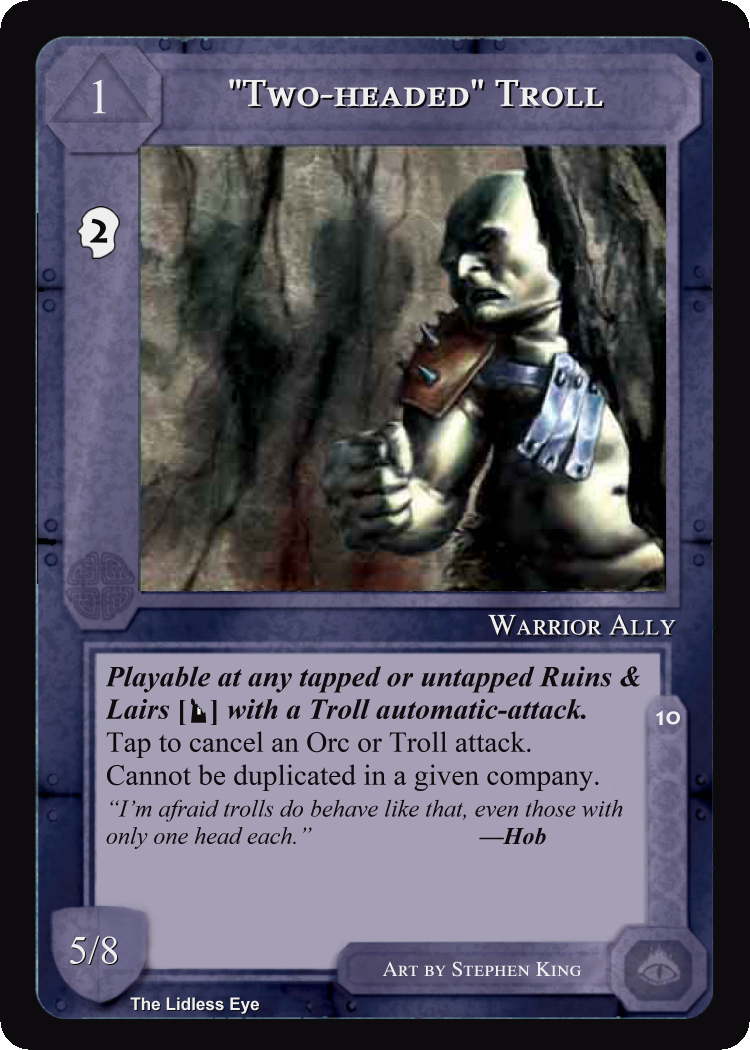 1
"Two-headed" Troll
2
Warrior Ally
Playable at any tapped or untapped Ruins &
Lairs [] with a Troll automatic-attack.
10
Tap to cancel an Orc or Troll attack.
Cannot be duplicated in a given company.
“I’m afraid trolls do behave like that, even those with
only one head each.” —Hob
5/8
Art by Stephen King
The Lidless Eye